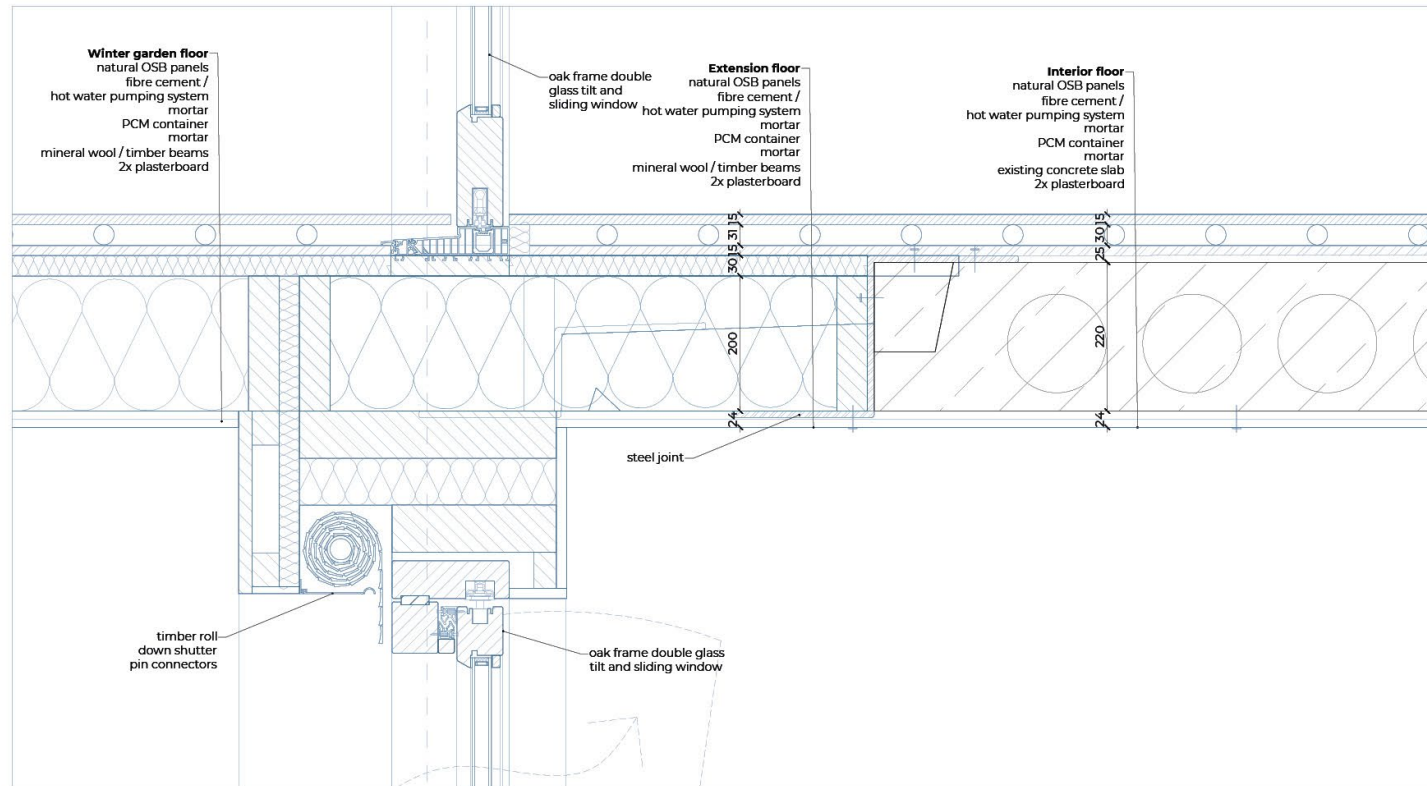 Winter garden floor
natural OSB panels
fibre cement /
hot water pumping system
mortar
PCM container
mortar
mineral wool / timber beams
2x plasterboard
oak frame double
glass tilt and
sliding window
Extension floor
natural OSB panels
fibre cement /
hot water pumping system
mortar
PCM container
mortar
mineral wool / timber beams
2x plasterboard
Interior floor
natural OSB panels
fibre cement /
hot water pumping system
mortar
PCM container
mortar
existing concrete slab
2x plasterboard
15
31
15
30
200
24
15
30
25
220
24
steel joint
timber roll
down shutter
pin connectors
oak frame double glass
tilt and sliding window